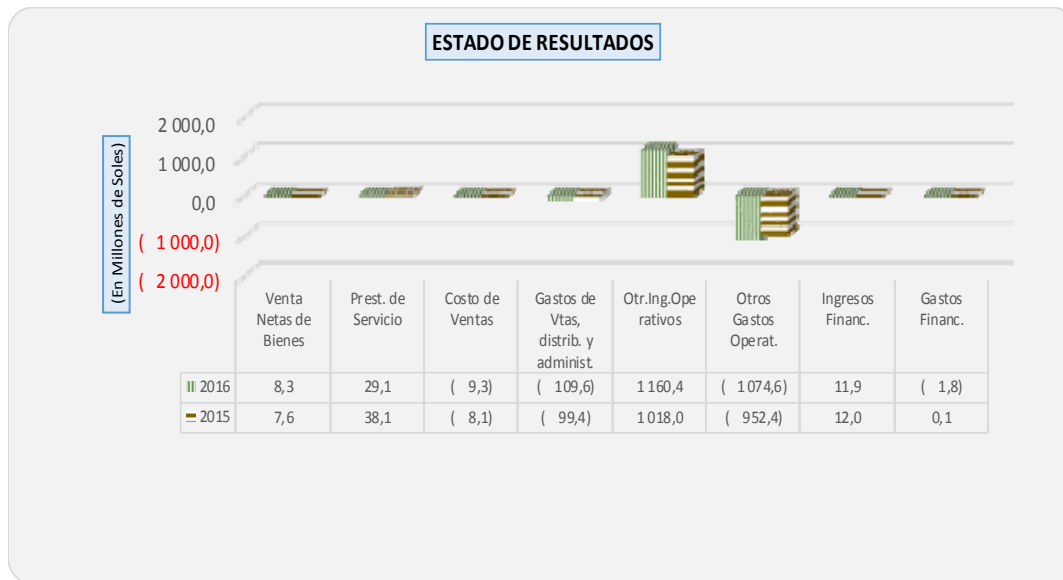 ESTADO DE RESULTADOS
(En Millones de Soles)
2 000,0
1 000,0
0,0
( 1 000,0)
( 2 000,0)
Venta Netas de Bienes
Prest. de Servicio
Costo de Ventas
Gastos de Vtas, distrib. y administ.
Otr.Ing.Operativos
Otros Gastos Operat.
Ingresos Financ.
Gastos Financ.
2016 8,3 29,1 ( 9,3) ( 109,6) 1 160,4 ( 1 074,6) 11,9 ( 1,8)
2015 7,6 38,1 ( 8,1) ( 99,4) 1 018,0 ( 952,4) 12,0 0,1